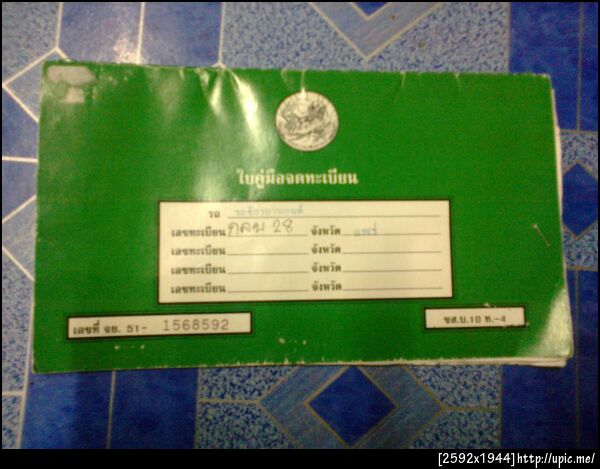 ใบคู่มือจดทะเบียน
รถ รถจักรยานยนต์
เลขทะเบียน กลม 28 จังหวัด แพร่
เลขทะเบียน จังหวัด
เลขทะเบียน จังหวัด
เลขทะเบียน จังหวัด
เลขที่ จย. 51- 1568592
ขส.บ.10 ท.-4
[2592x1944]http://upic.me/